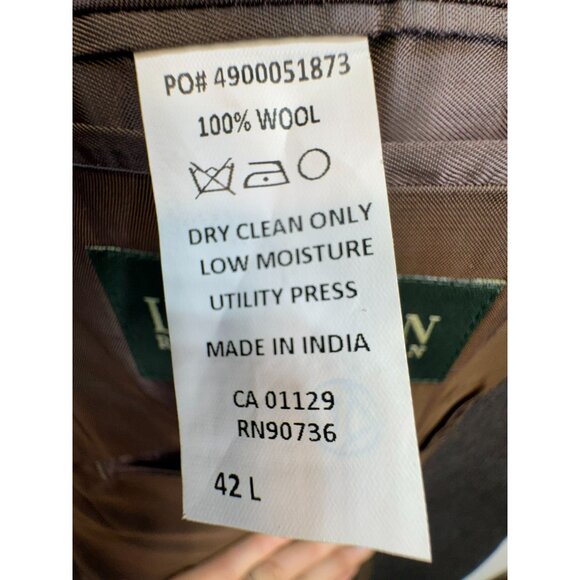 PO# 4900051873
100% WOOL
DRY CLEAN ONLY
LOW MOISTURE
UTILITY PRESS
MADE IN INDIA
CA 01129
RN90736
42 L